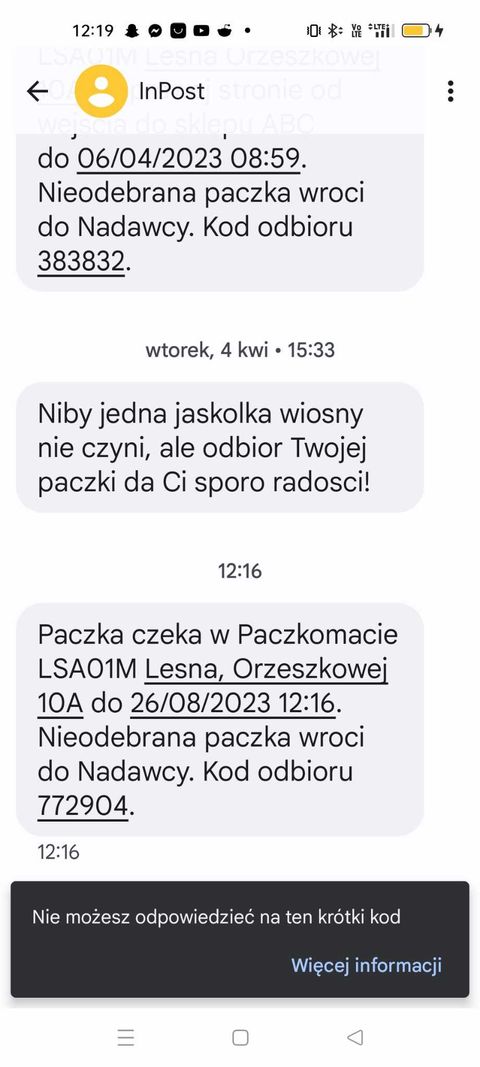 12:19
LSA01M Lesna Orzeszkowej
10A
stronie od
wejscia do sklepu ABC
InPost
do 06/04/2023 08:59.
Nieodebrana paczka wroci
do Nadawcy. Kod odbioru
383832.
wtorek, 4 kwi • 15:33
Niby jedna jaskolka wiosny
nie czyni, ale odbior Twojej
paczki da Ci sporo radosci!
12:16
Paczka czeka w Paczkomacie
LSA01M Lesna, Orzeszkowej
10A do 26/08/2023 12:16.
Nieodebrana paczka wroci
do Nadawcy. Kod odbioru
772904.
12:16
Nie możesz odpowiedzieć na ten krótki kod
Więcej informacji